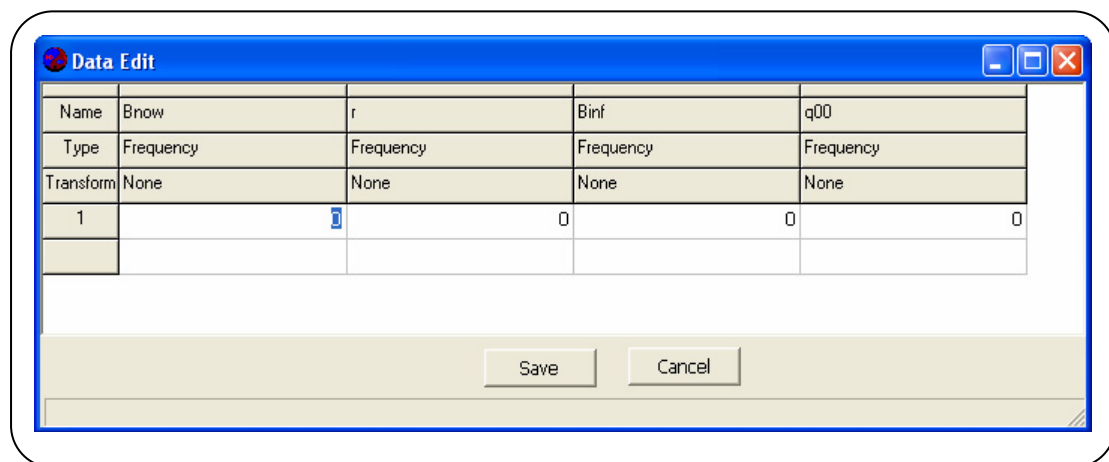 Data Edit
Name Bnow r Binf q00
Type Frequency Frequency Frequency Frequency
Transform None None None None
1 0 0 0 0
Save Cancel